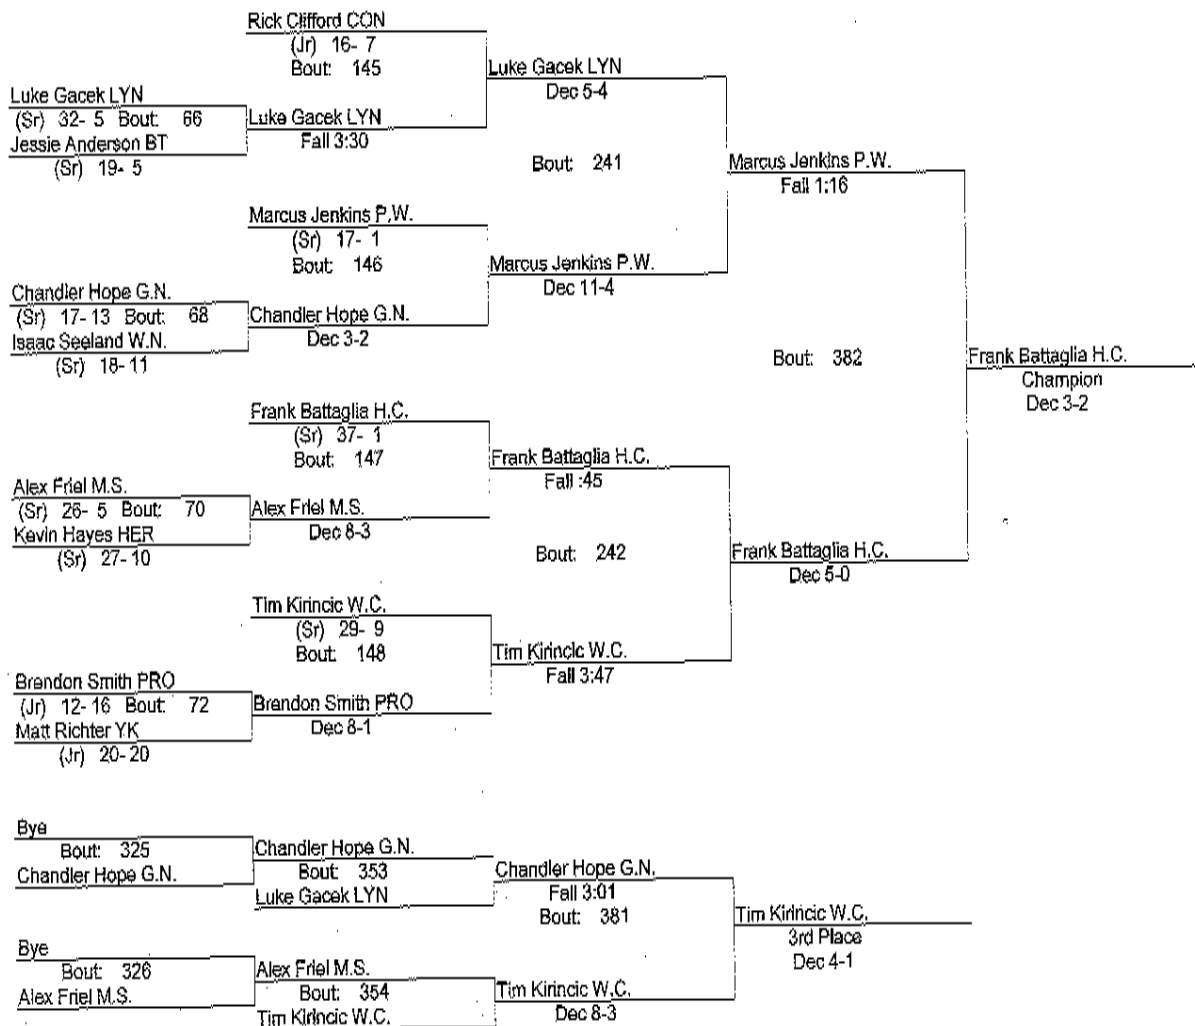 Rick Clifford CON
(Jr) 16- 7
Bout: 145
Luke Gacek LYN
Dec 5-4
Luke Gacek LYN
(Sr) 32- 5 Bout: 66
Luke Gacek LYN
Fall 3:30
Jessie Anderson BT
(Sr) 19- 5
Bout: 241
Marcus Jenkins P.W.
Fall 1:16
Marcus Jenkins P.W.
(Sr) 17- 1
Bout: 146
Marcus Jenkins P.W.
Dec 11-4
Chandler Hope G.N.
(Sr) 17- 13 Bout: 68
Chandler Hope G.N.
Dec 3-2
Isaac Seeland W.N.
(Sr) 18- 11
Bout: 382
Frank Battaglia H.C.
Champion
Dec 3-2
Frank Battaglia H.C.
(Sr) 37- 1
Bout: 147
Frank Battaglia H.C.
Fall :45
Alex Friel M.S.
(Sr) 26- 5 Bout: 70
Alex Friel M.S.
Dec 8-3
Kevin Hayes HER
(Sr) 27- 10
Bout: 242
Frank Battaglia H.C.
Dec 5-0
Tim Kirincic W.C.
(Sr) 29- 9
Bout: 148
Tim Kirincic W.C.
Fall 3:47
Brendon Smith PRO
(Jr) 12- 16 Bout: 72
Brendon Smith PRO
Dec 8-1
Matt Richter YK
(Jr) 20- 20
Bye
Bout: 325
Chandler Hope G.N.
Chandler Hope G.N.
Bout: 353
Luke Gacek LYN
Chandler Hope G.N.
Fall 3:01
Bout: 381
Tim Kirincic W.C.
3rd Place
Dec 4-1
Bye
Bout: 326
Alex Friel M.S.
Alex Friel M.S.
Bout: 354
Tim Kirincic W.C.
Tim Kirincic W.C.
Dec 8-3